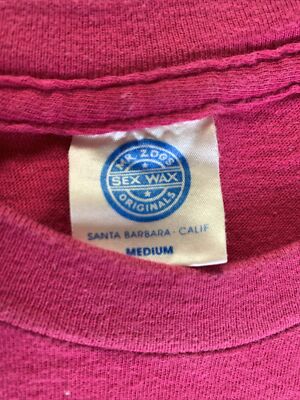 MR. ZOGS
SEX WAX
ORIGINALS
SANTA BARBARA - CALIF
MEDIUM